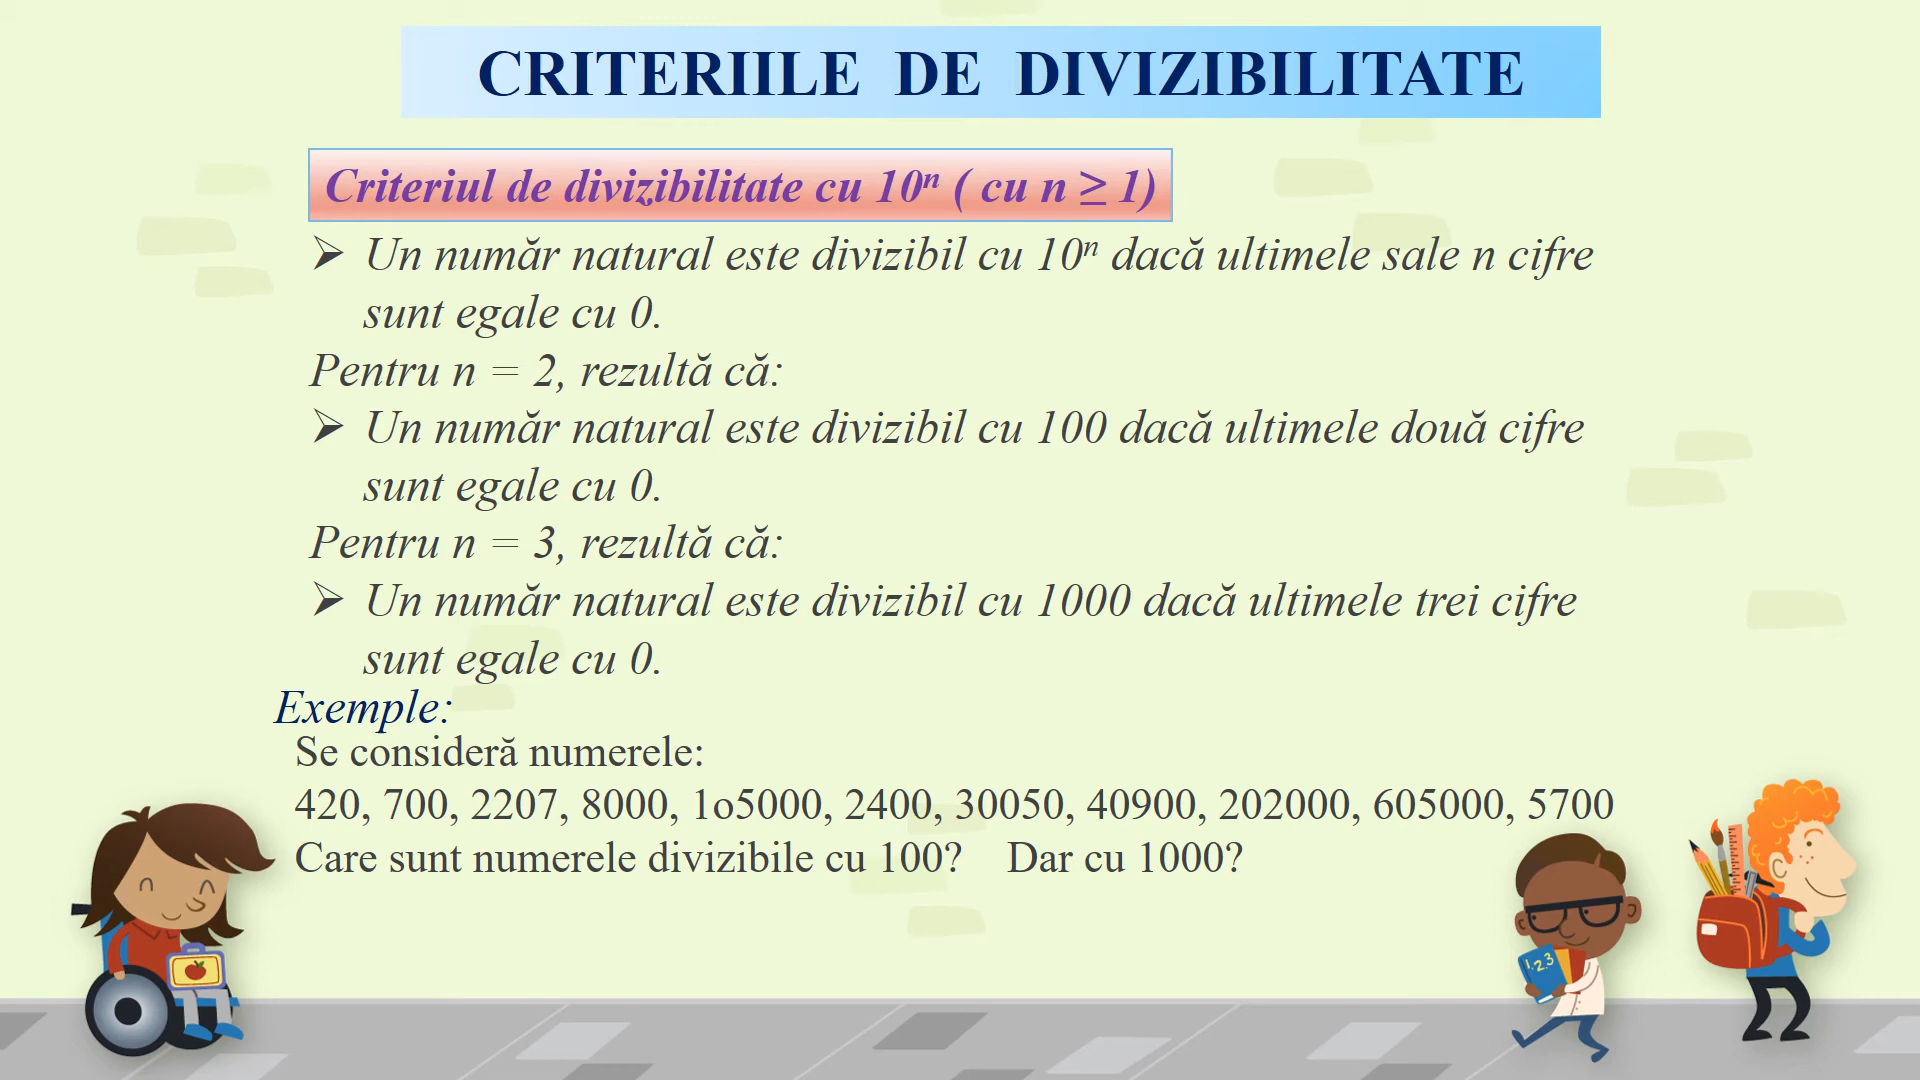 CRITERIILE DE DIVIZIBILITATE
Criteriul de divizibilitate cu 10ⁿ ( cu n ≥ 1)
➢ Un număr natural este divizibil cu 10ⁿ dacă ultimele sale n cifre
sunt egale cu 0.
Pentru n = 2, rezultă că:
➢ Un număr natural este divizibil cu 100 dacă ultimele două cifre
sunt egale cu 0.
Pentru n = 3, rezultă că:
➢ Un număr natural este divizibil cu 1000 dacă ultimele trei cifre
sunt egale cu 0.
Exemple:
Se consideră numerele:
420, 700, 2207, 8000, 1o5000, 2400, 30050, 40900, 202000, 605000, 5700
Care sunt numerele divizibile cu 100? Dar cu 1000?
1,2,3